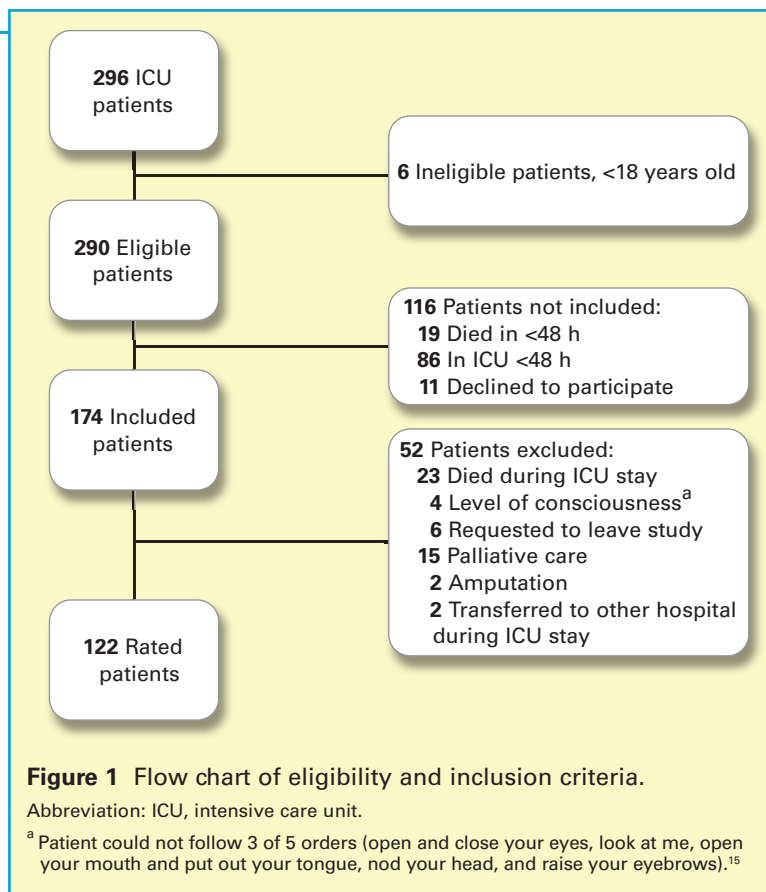 296 ICU
patients
6 Ineligible patients, <18 years old
290 Eligible
patients
116 Patients not included:
19 Died in <48 h
86 In ICU <48 h
11 Declined to participate
174 Included
patients
52 Patients excluded:
23 Died during ICU stay
4 Level of consciousnessa
6 Requested to leave study
15 Palliative care
2 Amputation
2 Transferred to other hospital
during ICU stay
122 Rated
patients
Figure 1 Flow chart of eligibility and inclusion criteria.
Abbreviation: ICU, intensive care unit.
a Patient could not follow 3 of 5 orders (open and close your eyes, look at me, open
your mouth and put out your tongue, nod your head, and raise your eyebrows).15